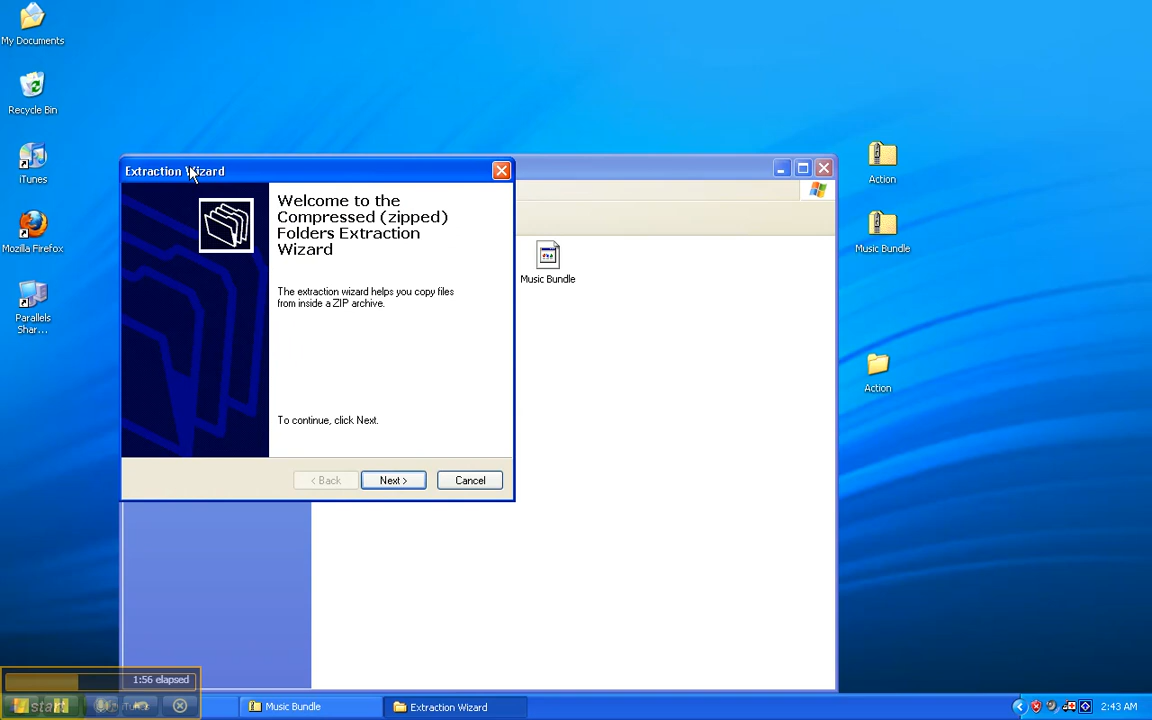 My Documents
Recycle Bin
iTunes
Mozilla Firefox
Parallels
Shar...
Extraction Wizard
Welcome to the
Compressed (zipped)
Folders Extraction
Wizard
The extraction wizard helps you copy files
from inside a ZIP archive.
To continue, click Next.
< Back
Next >
Cancel
Music Bundle
Action
Music Bundle
Action
1:56 elapsed
start
iTunes
Music Bundle
Extraction Wizard
2:43 AM